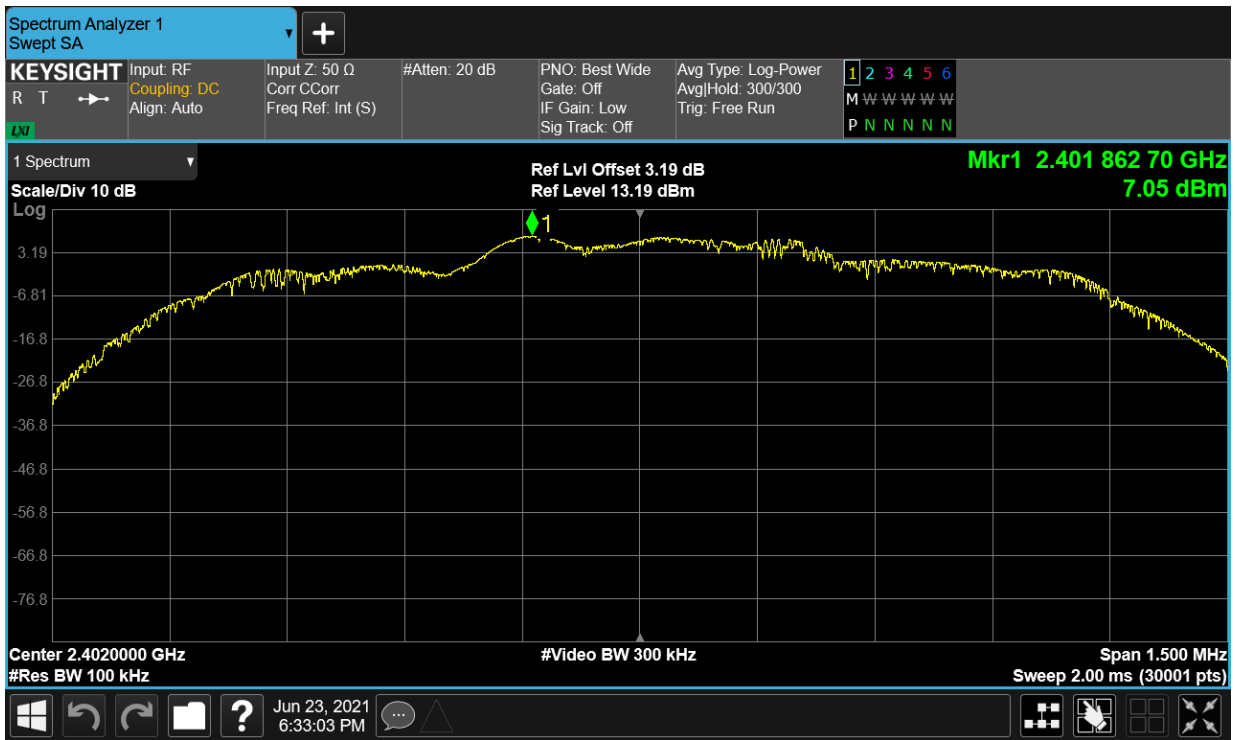 Spectrum Analyzer 1
Swept SA
+
KEYSIGHT
R T
LXI
Input: RF
Coupling: DC
Align: Auto
Input Z: 50 Ω
Corr CCorr
Freq Ref: Int (S)
#Atten: 20 dB
PNO: Best Wide
Gate: Off
IF Gain: Low
Sig Track: Off
Avg Type: Log-Power
Avg|Hold: 300/300
Trig: Free Run
1 2 3 4 5 6
M W W W W W
P N N N N N
1 Spectrum
Scale/Div 10 dB
Log
Ref Lvl Offset 3.19 dB
Ref Level 13.19 dBm
Mkr1 2.401 862 70 GHz
7.05 dBm
1
3.19
-6.81
-16.8
-26.8
-36.8
-46.8
-56.8
-66.8
-76.8
Center 2.4020000 GHz
#Res BW 100 kHz
#Video BW 300 kHz
Span 1.500 MHz
Sweep 2.00 ms (30001 pts)
?
Jun 23, 2021
6:33:03 PM